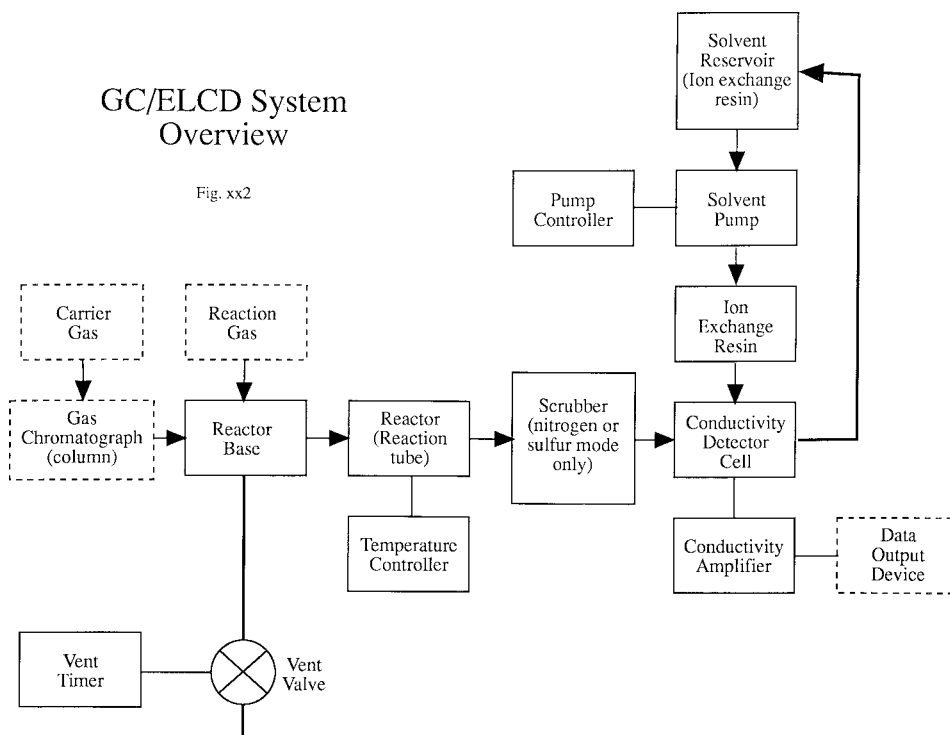 GC/ELCD System
Overview
Fig. xx2
Solvent
Reservoir
(Ion exchange
resin)
Pump
Controller
Solvent
Pump
Carrier
Gas
Reaction
Gas
Ion
Exchange
Resin
Gas
Chromatograph
(column)
Reactor
Base
Reactor
(Reaction
tube)
Scrubber
(nitrogen or
sulfur mode
only)
Conductivity
Detector
Cell
Temperature
Controller
Conductivity
Amplifier
Data
Output
Device
Vent
Timer
Vent
Valve